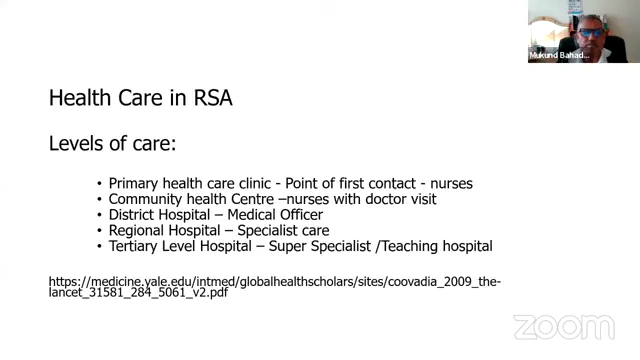 Mukund Bahad...
Health Care in RSA
Levels of care:
• Primary health care clinic - Point of first contact - nurses
• Community health Centre –nurses with doctor visit
• District Hospital – Medical Officer
• Regional Hospital – Specialist care
• Tertiary Level Hospital – Super Specialist /Teaching hospital
https://medicine.yale.edu/intmed/globalhealthscholars/sites/coovadia_2009_the-
lancet_31581_284_5061_v2.pdf
zoom